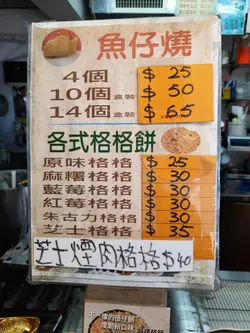 魚仔燒
4個 $25
10個 盒裝 $50
14個 盒裝 $65
各式格格餅
原味格格 $25
麻糬格格 $30
藍莓格格 $30
紅莓格格 $30
朱古力格格 $30
芝士格格 $35
芝士煙肉格格$40